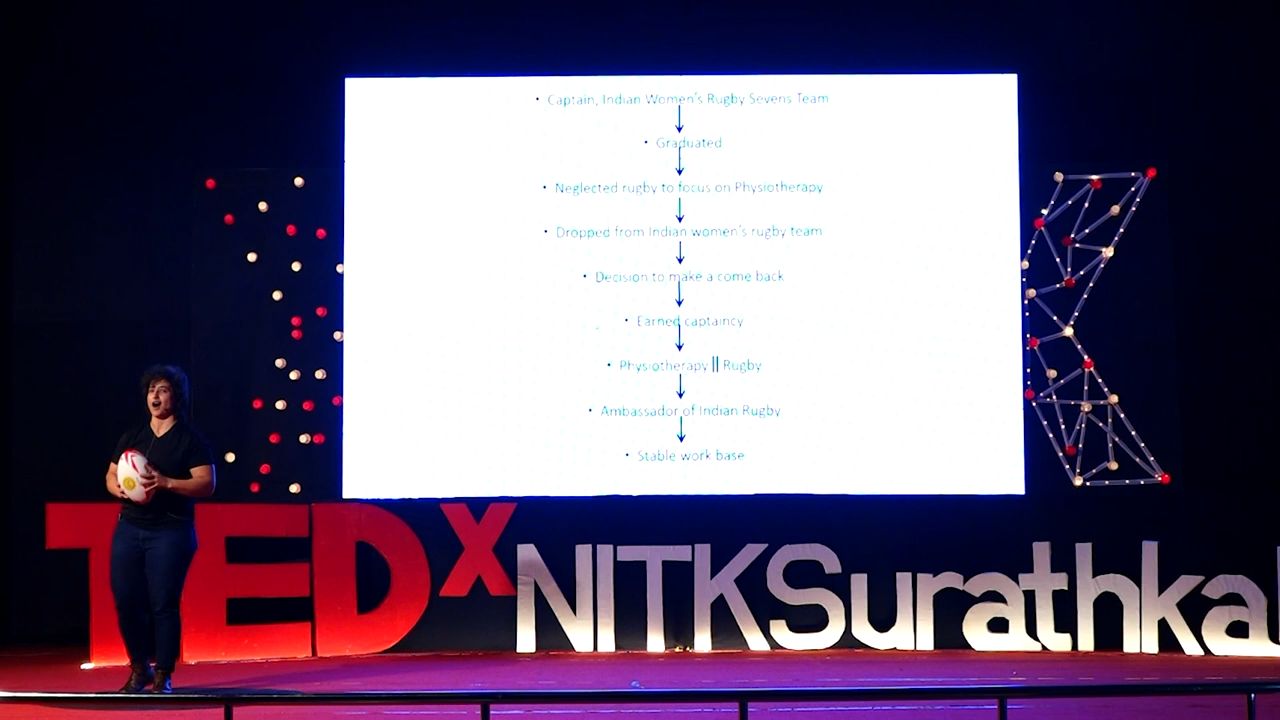 • Captain, Indian Women's Rugby Sevens Team
• Graduated
• Neglected rugby to focus on Physiotherapy
• Dropped from Indian women's rugby team
• Decision to make a come back
• Earned captaincy
• Physiotherapy || Rugby
• Ambassador of Indian Rugby
• Stable work base
TEDx NITKSurathkal